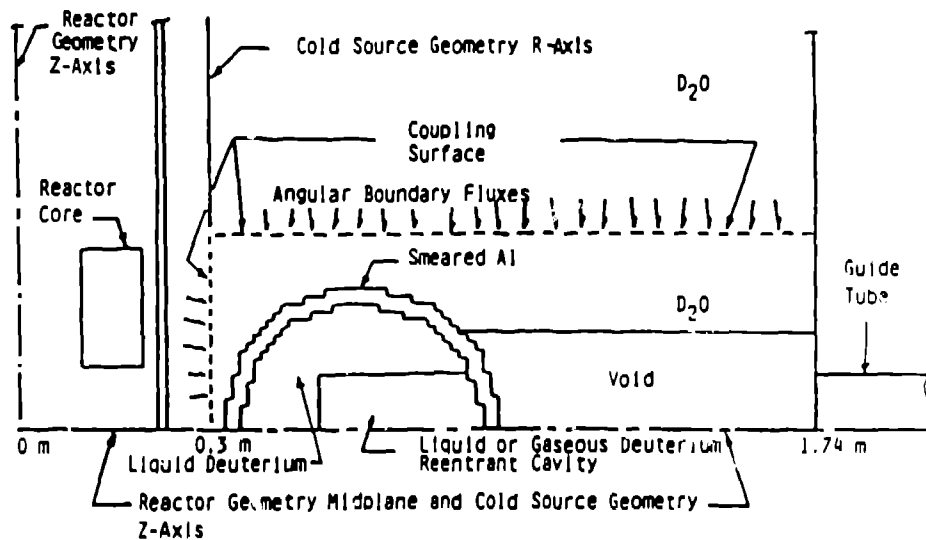 Reactor
Geometry
Z-Axis
Cold Source Geometry R-Axis
D2O
Coupling
Surface
Reactor
Core
Angular Boundary Fluxes
Smeared Al
Guide
Tube
D2O
Void
0 m
0.3 m
Liquid or Gaseous Deuterium
1.74 m
Liquid Deuterium
Reentrant Cavity
Reactor Geometry Midplane and Cold Source Geometry
Z-Axis